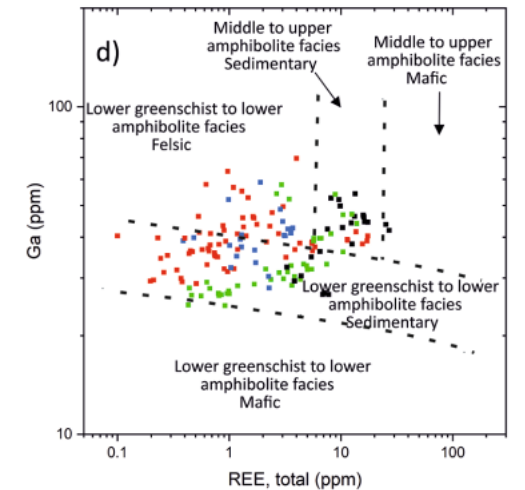 d)
Middle to upper
amphibolite facies
Sedimentary
Middle to upper
amphibolite facies
Mafic
Lower greenschist to lower
amphibolite facies
Felsic
Lower greenschist to lower
amphibolite facies
Sedimentary
Lower greenschist to lower
amphibolite facies
Mafic
Ga (ppm)
100
10
0.1 1 10 100
REE, total (ppm)